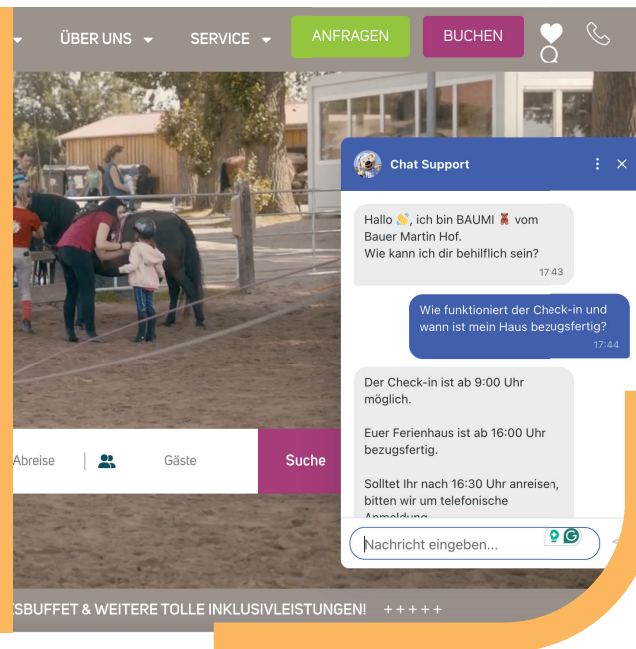 ÜBER UNS
SERVICE
ANFRAGEN
BUCHEN
Chat Support
Hallo 👋, ich bin BAUMI 🧸 vom
Bauer Martin Hof.
Wie kann ich dir behilflich sein?
17:43
Wie funktioniert der Check-in und
wann ist mein Haus bezugsfertig?
17:44
Der Check-in ist ab 9:00 Uhr
möglich.
Euer Ferienhaus ist ab 16:00 Uhr
bezugsfertig.
Solltet Ihr nach 16:30 Uhr anreisen,
bitten wir um telefonische
Anmeldung
Abreise
Gäste
Suche
Nachricht eingeben...
SBUFFET & WEITERE TOLLE INKLUSIVLEISTUNGEN! + + + + +